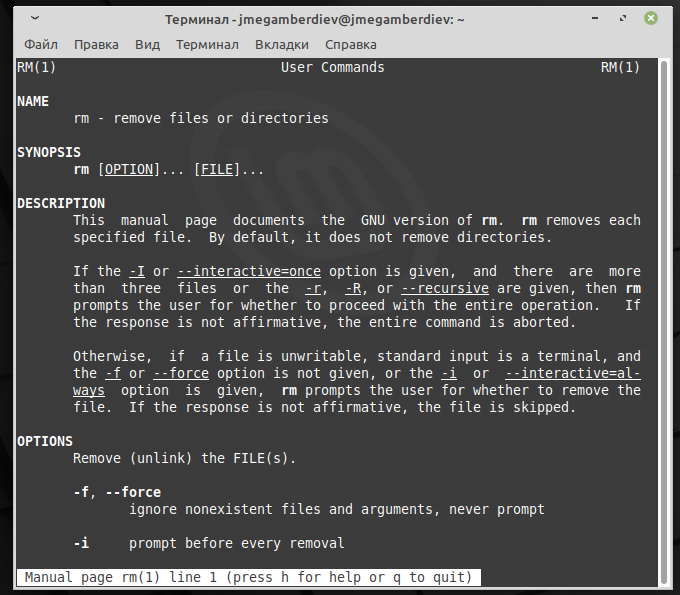 Терминал - jmegamberdiev@jmegamberdiev: ~
Файл Правка Вид Терминал Вкладки Справка
RM(1) User Commands RM(1)
NAME
rm - remove files or directories
SYNOPSIS
rm [OPTION]... [FILE]...
DESCRIPTION
This manual page documents the GNU version of rm. rm removes each
specified file. By default, it does not remove directories.
If the -I or --interactive=once option is given, and there are more
than three files or the -r, -R, or --recursive are given, then rm
prompts the user for whether to proceed with the entire operation. If
the response is not affirmative, the entire command is aborted.
Otherwise, if a file is unwritable, standard input is a terminal, and
the -f or --force option is not given, or the -i or --interactive=al-
ways option is given, rm prompts the user for whether to remove the
file. If the response is not affirmative, the file is skipped.
OPTIONS
Remove (unlink) the FILE(s).
-f, --force
ignore nonexistent files and arguments, never prompt
-i prompt before every removal
Manual page rm(1) line 1 (press h for help or q to quit)